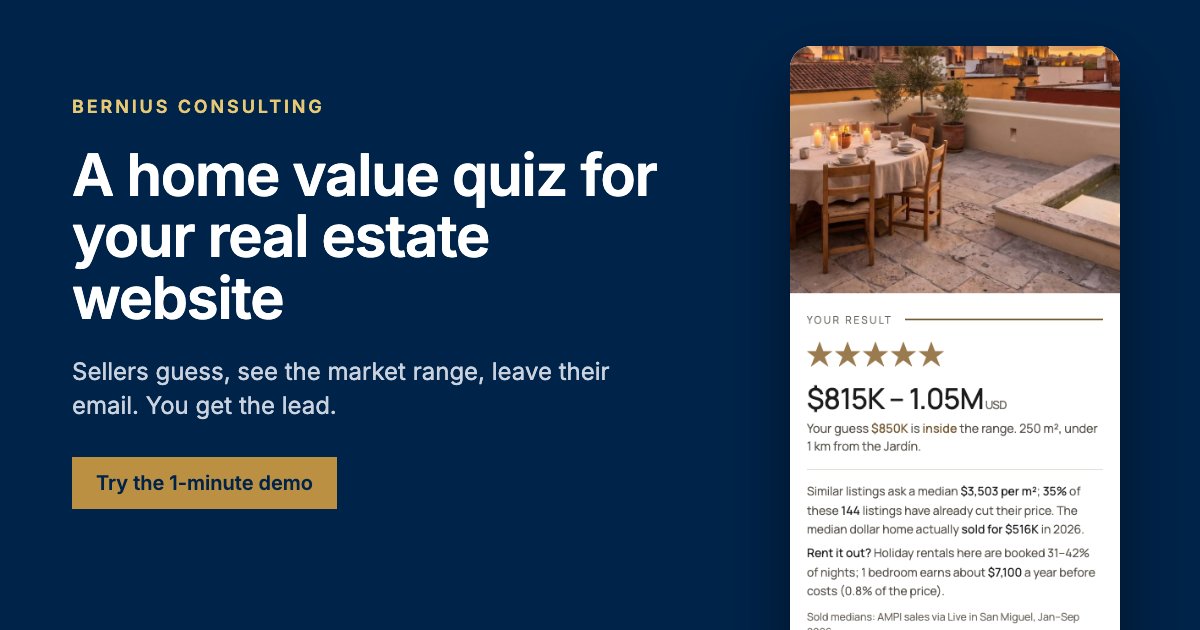 BERNIUS CONSULTING
A home value quiz for
your real estate
website
Sellers guess, see the market range, leave their
email. You get the lead.
Try the 1-minute demo
YOUR RESULT
$815K – 1.05M USD
Your guess $850K is inside the range. 250 m², under
1 km from the Jardín.
Similar listings ask a median $3,503 per m²; 35% of
these 144 listings have already cut their price. The
median dollar home actually sold for $516K in 2026.
Rent it out? Holiday rentals here are booked 31–42%
of nights; 1 bedroom earns about $7,100 a year before
costs (0.8% of the price).
Sold medians: AMPI sales via Live in San Miguel, Jan–Sep